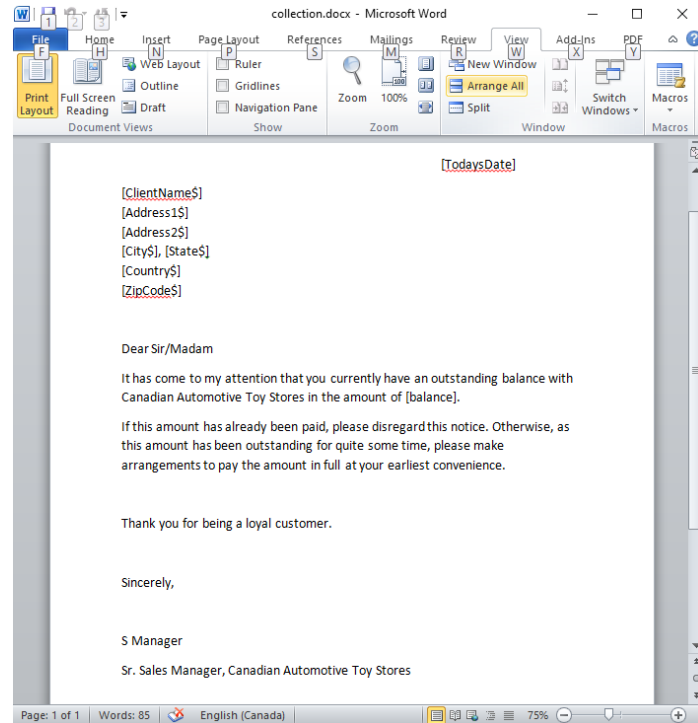 W 1 2 3 collection.docx - Microsoft Word
File Home Insert Page Layout References Mailings Review View Add-Ins PDF
F H N P S M R W X Y
Print Layout
Full Screen Reading
Web Layout
Outline
Draft
Document Views
Ruler
Gridlines
Navigation Pane
Show
Zoom
100%
Zoom
New Window
Arrange All
Split
Switch Windows
Window
Macros
Macros
[TodaysDate]
[ClientName$]
[Address1$]
[Address2$]
[City$], [State$]
[Country$]
[ZipCode$]
Dear Sir/Madam
It has come to my attention that you currently have an outstanding balance with
Canadian Automotive Toy Stores in the amount of [balance].
If this amount has already been paid, please disregard this notice. Otherwise, as
this amount has been outstanding for quite some time, please make
arrangements to pay the amount in full at your earliest convenience.
Thank you for being a loyal customer.
Sincerely,
S Manager
Sr. Sales Manager, Canadian Automotive Toy Stores
Page: 1 of 1 Words: 85 English (Canada) 75%